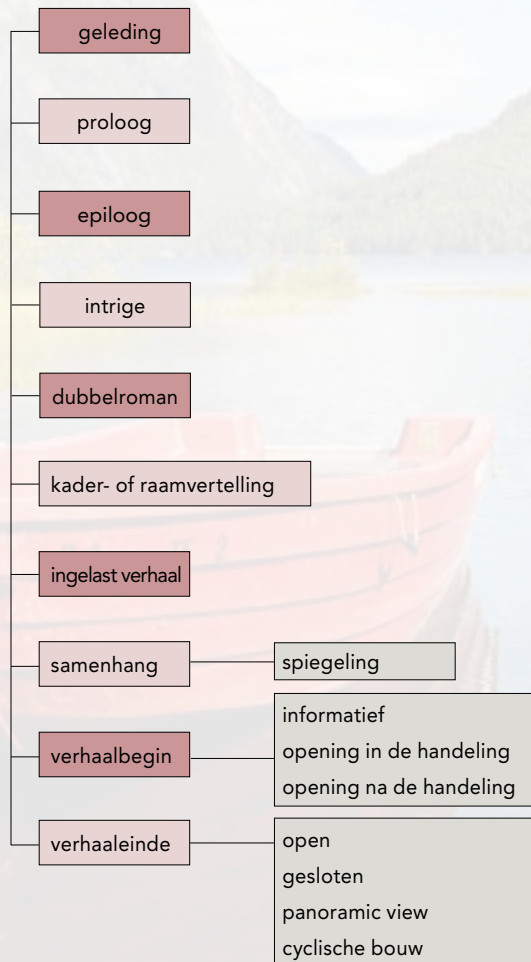 geleding
proloog
epiloog
intrige
dubbelroman
kader- of raamvertelling
ingelast verhaal
samenhang
spiegeling
verhaalbegin
informatief
opening in de handeling
opening na de handeling
verhaaleinde
open
gesloten
panoramic view
cyclische bouw